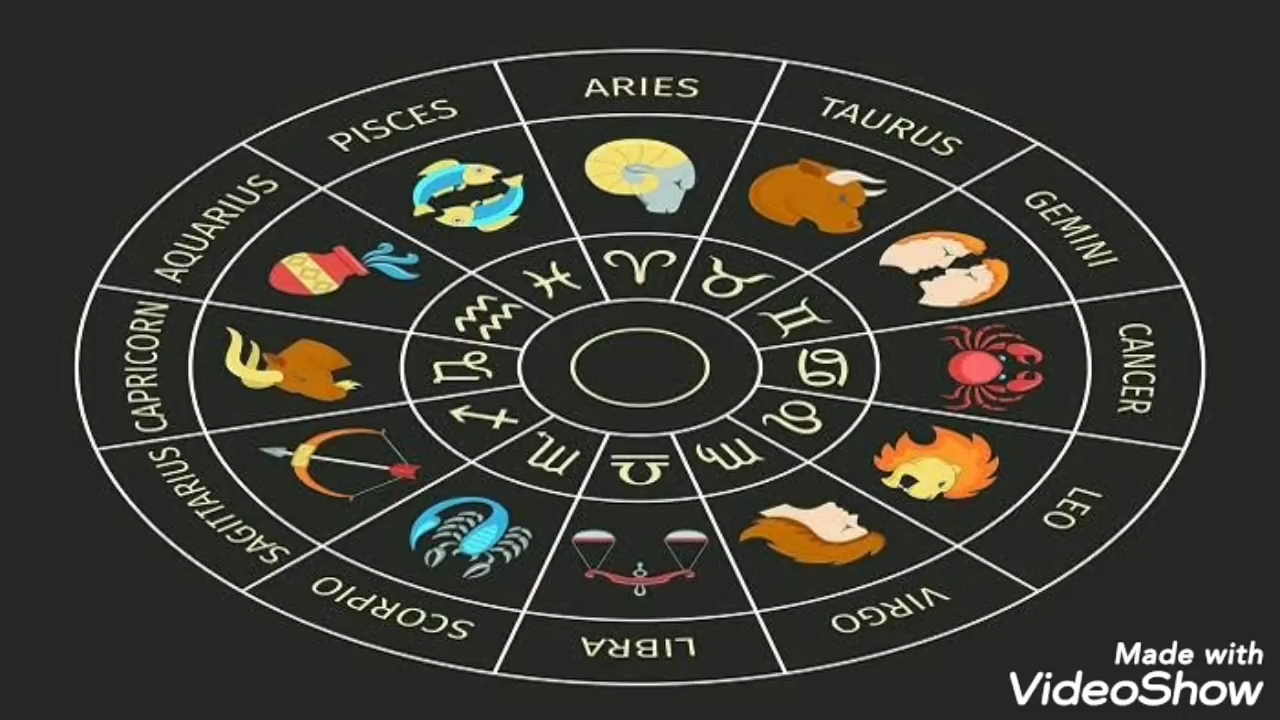 ARIES
TAURUS
GEMINI
CANCER
LEO
VIRGO
LIBRA
SCORPIO
SAGITTARIUS
CAPRICORN
AQUARIUS
PISCES
♈
♉
♊
♋
♌
♍
♎
♏
♐
♑
♒
♓
Made with
VideoShow